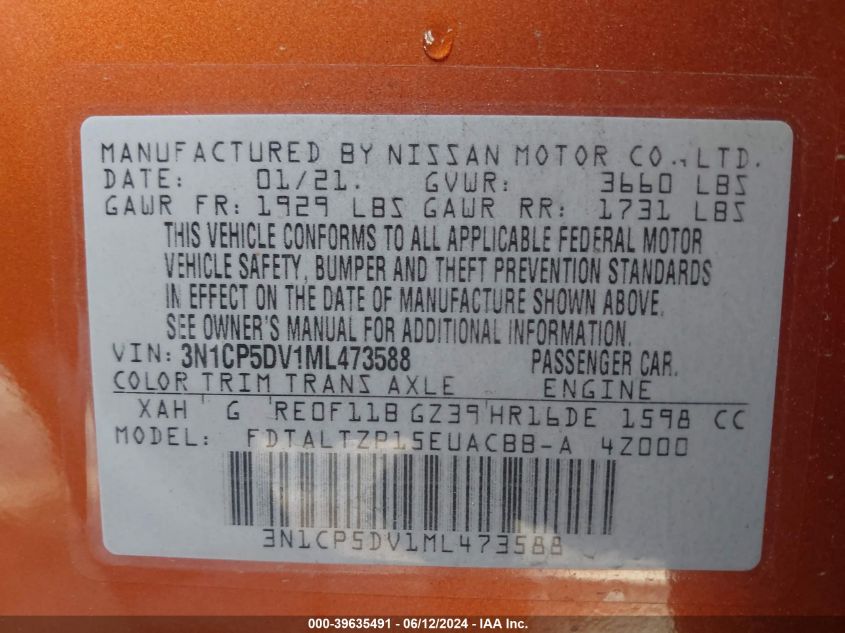 MANUFACTURED BY NISSAN MOTOR CO., LTD.
DATE: 01/21. GVWR: 3660 LBS
GAWR FR: 1929 LBS GAWR RR: 1731 LBS
THIS VEHICLE CONFORMS TO ALL APPLICABLE FEDERAL MOTOR
VEHICLE SAFETY, BUMPER AND THEFT PREVENTION STANDARDS
IN EFFECT ON THE DATE OF MANUFACTURE SHOWN ABOVE.
SEE OWNER'S MANUAL FOR ADDITIONAL INFORMATION.
VIN: 3N1CP5DV1ML473588 PASSENGER CAR.
COLOR TRIM TRANS AXLE ENGINE
XAH G RE0F11B GZ39 HR16DE 1598 CC
MODEL: FDTALTZP15EUACBB-A 4Z000
3N1CP5DV1ML473588
000-39635491 - 06/12/2024 - IAA Inc.